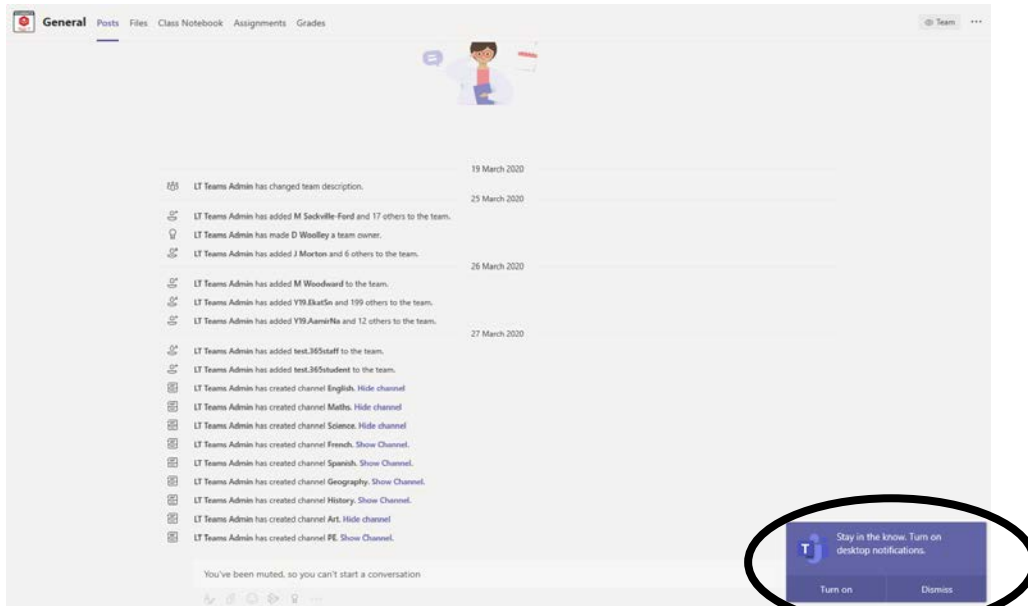 General Posts Files Class Notebook Assignments Grades Team
19 March 2020
LT Teams Admin has changed team description.
25 March 2020
LT Teams Admin has added M Sackville-Ford and 17 others to the team.
LT Teams Admin has made D Woolley a team owner.
LT Teams Admin has added J Morton and 6 others to the team.
26 March 2020
LT Teams Admin has added M Woodward to the team.
LT Teams Admin has added Y19.EkatSn and 199 others to the team.
LT Teams Admin has added Y19.AamirNa and 12 others to the team.
27 March 2020
LT Teams Admin has added test.365staff to the team.
LT Teams Admin has added test.365student to the team.
LT Teams Admin has created channel English. Hide channel
LT Teams Admin has created channel Maths. Hide channel
LT Teams Admin has created channel Science. Hide channel
LT Teams Admin has created channel French. Show Channel.
LT Teams Admin has created channel Spanish. Show Channel.
LT Teams Admin has created channel Geography. Show Channel.
LT Teams Admin has created channel History. Show Channel.
LT Teams Admin has created channel Art. Hide channel
LT Teams Admin has created channel PE. Show Channel.
You've been muted, so you can't start a conversation
Stay in the know. Turn on
desktop notifications.
T
Turn on Dismiss